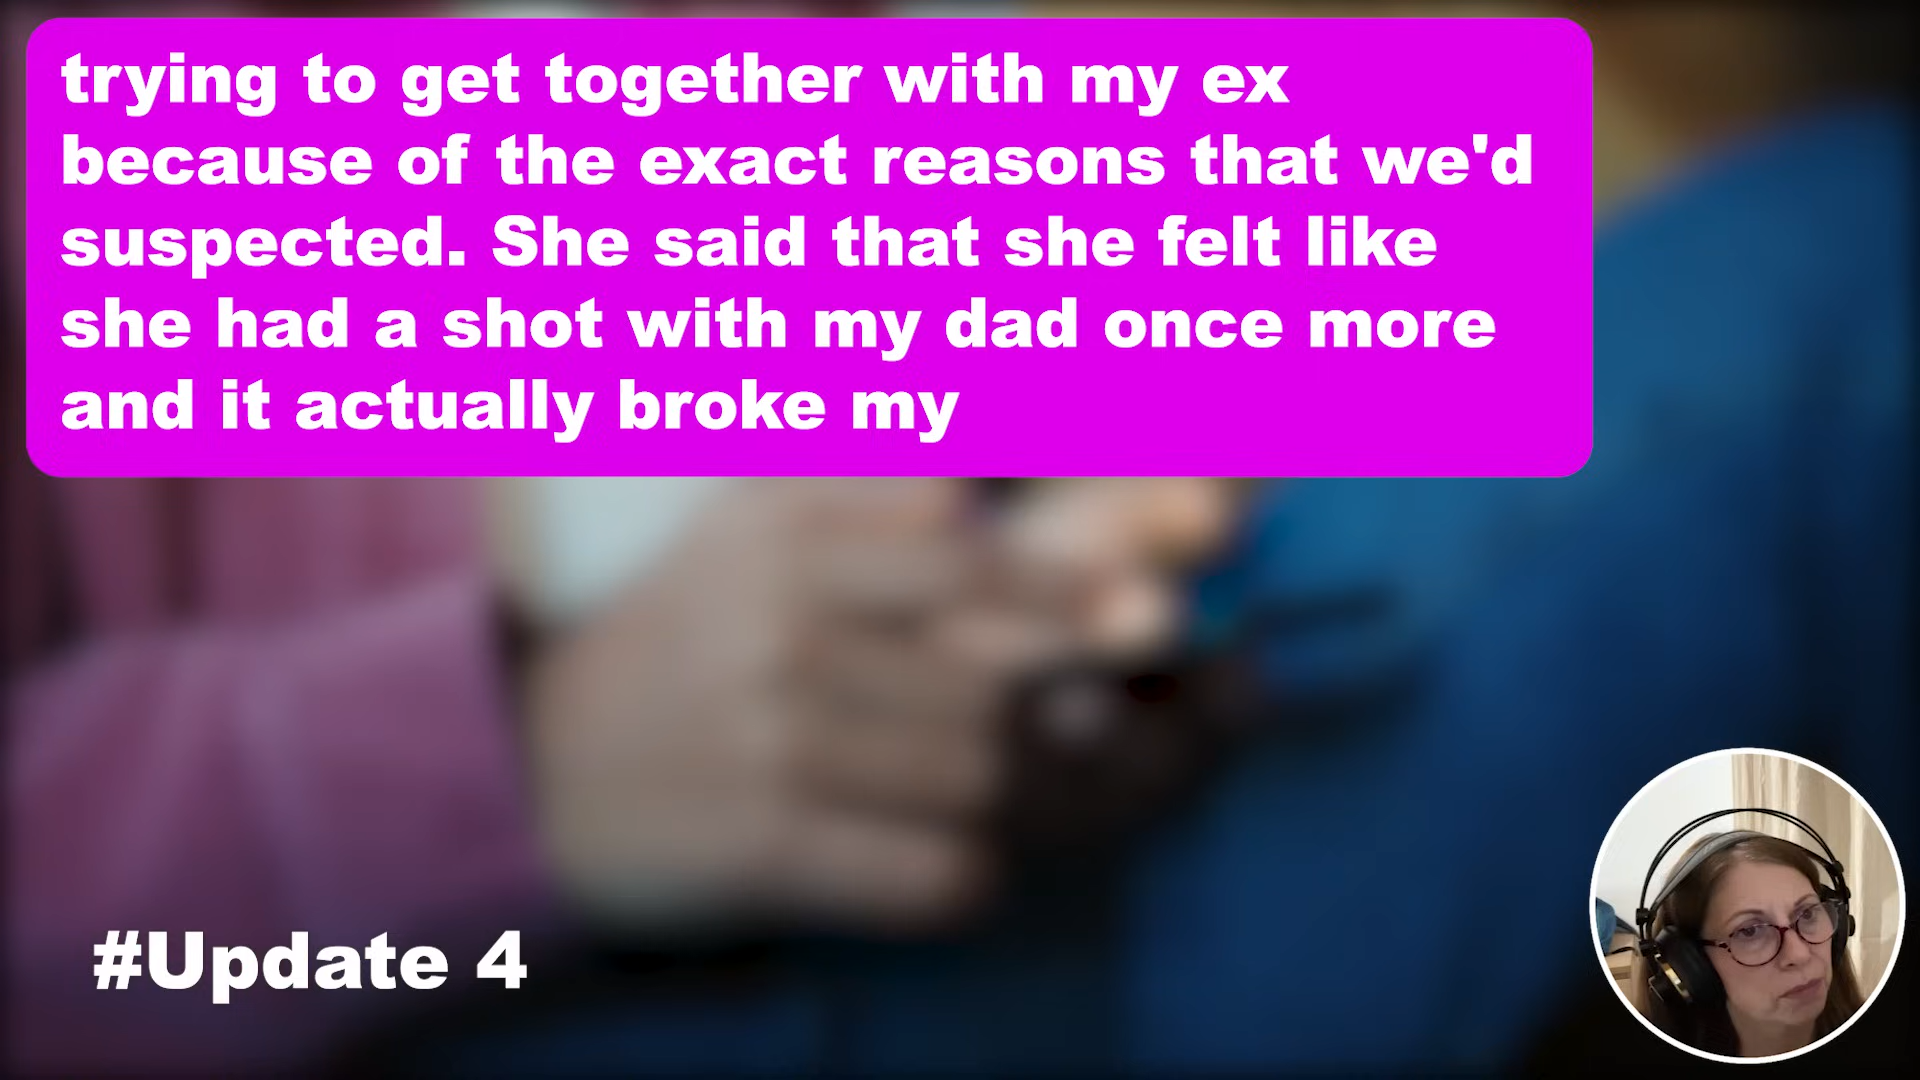 trying to get together with my ex
because of the exact reasons that we'd
suspected. She said that she felt like
she had a shot with my dad once more
and it actually broke my
#Update 4